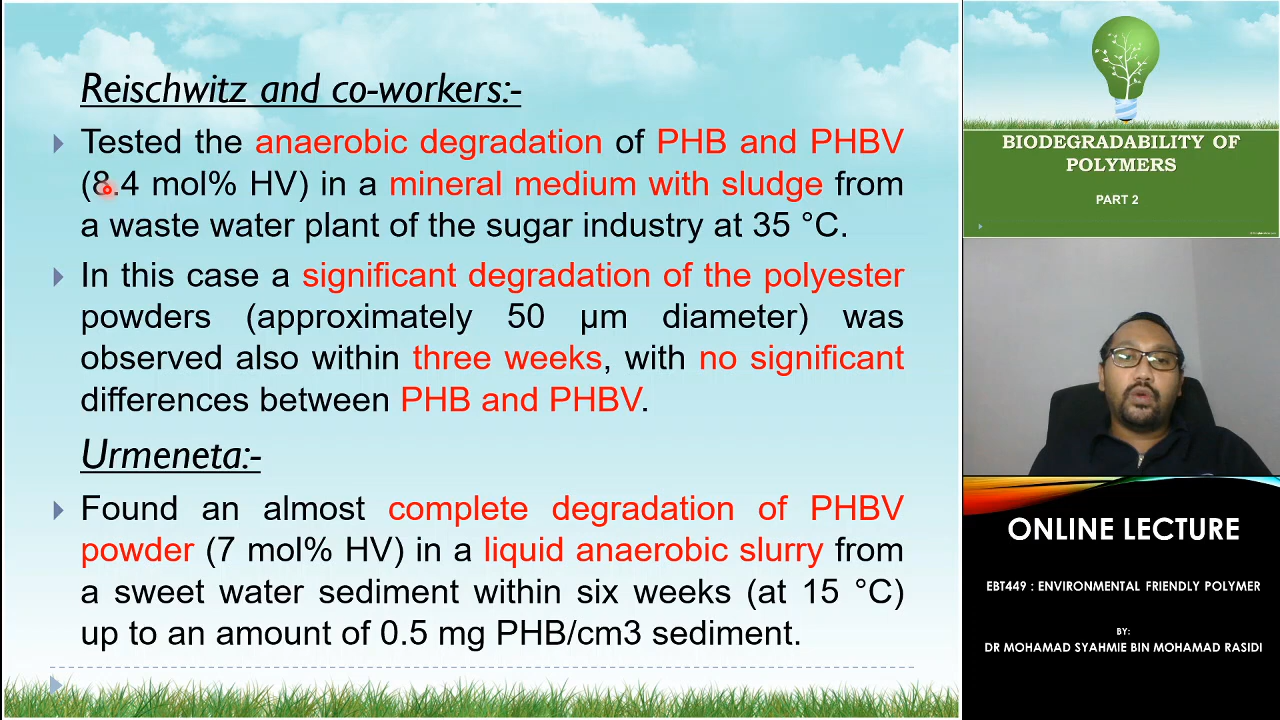 Reischwitz and co-workers:-
Tested the anaerobic degradation of PHB and PHBV
(8.4 mol% HV) in a mineral medium with sludge from
a waste water plant of the sugar industry at 35 °C.
In this case a significant degradation of the polyester
powders (approximately 50 µm diameter) was
observed also within three weeks, with no significant
differences between PHB and PHBV.
Urmeneta:-
Found an almost complete degradation of PHBV
powder (7 mol% HV) in a liquid anaerobic slurry from
a sweet water sediment within six weeks (at 15 °C)
up to an amount of 0.5 mg PHB/cm3 sediment.
BIODEGRADABILITY OF
POLYMERS
PART 2
ONLINE LECTURE
EBT449 : ENVIRONMENTAL FRIENDLY POLYMER
BY:
DR MOHAMAD SYAHMIE BIN MOHAMAD RASIDI